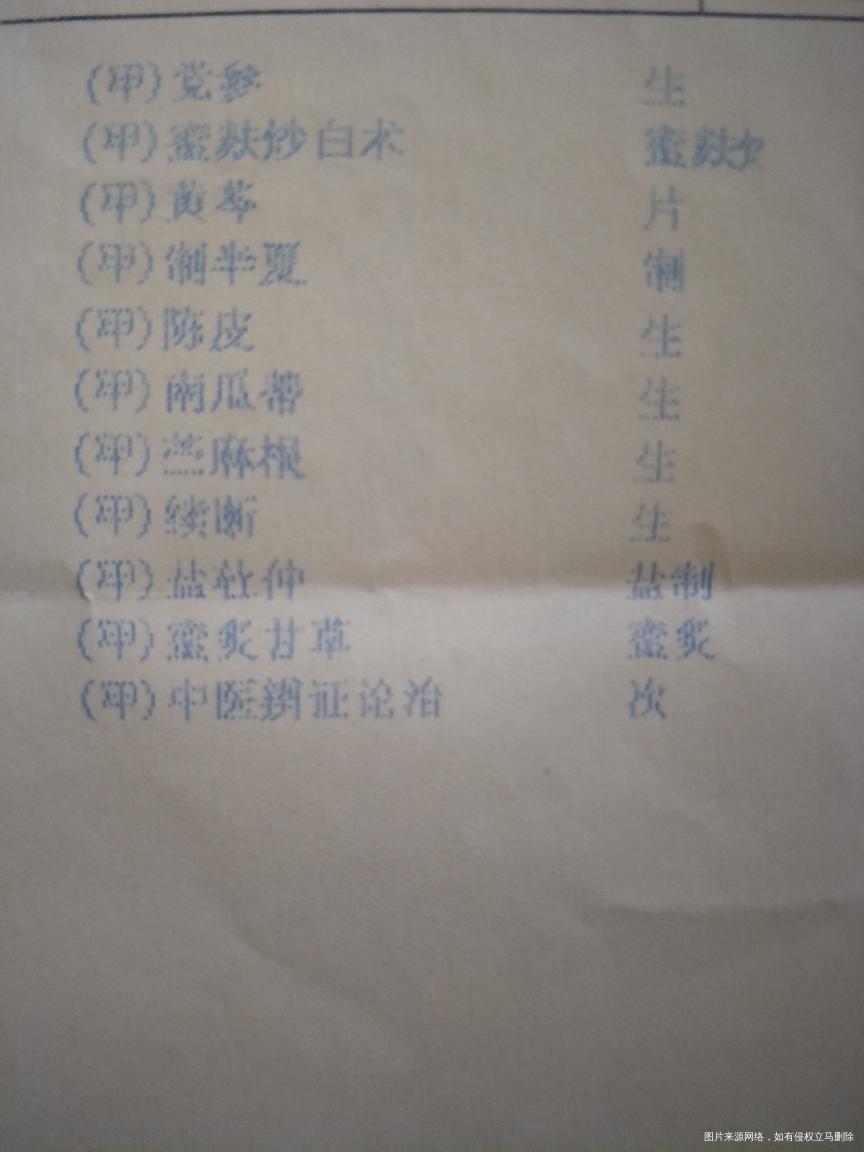 (甲)党参 生
(甲)蜜麸炒白术 蜜麸炒
(甲)黄芩 片
(甲)制半夏 制
(甲)陈皮 生
(甲)南瓜蒂 生
(甲)苎麻根 生
(甲)续断 生
(甲)盐杜仲 盐制
(甲)蜜炙甘草 蜜炙
(甲)中医辨证论治 次
图片来源网络，如有侵权立马删除